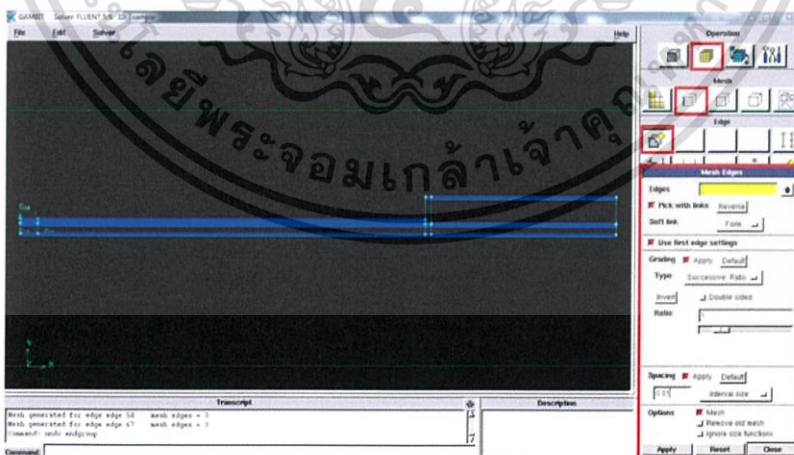 GAMBIT Solver: FLUENT 5/6 ID: Example
File Edit Solver Help
Operation
Mesh
Edge
Mesh Edges
Edges
Pick with links Reverse
Soft link Form
Use first edge settings
Grading Apply Default
Type Successive Ratio
Invert Double sided
Ratio 1
Spacing Apply Default
0.01 Interval size
Options Mesh
Remove old mesh
Ignore size functions
Apply Reset Close
Transcript
Description
Mesh generated for edge edge 58 mesh edges = 3
Mesh generated for edge edge 67 mesh edges = 3
Command> undo endgroup
Command:
พระจอมเกล้าเจ้าคุณ